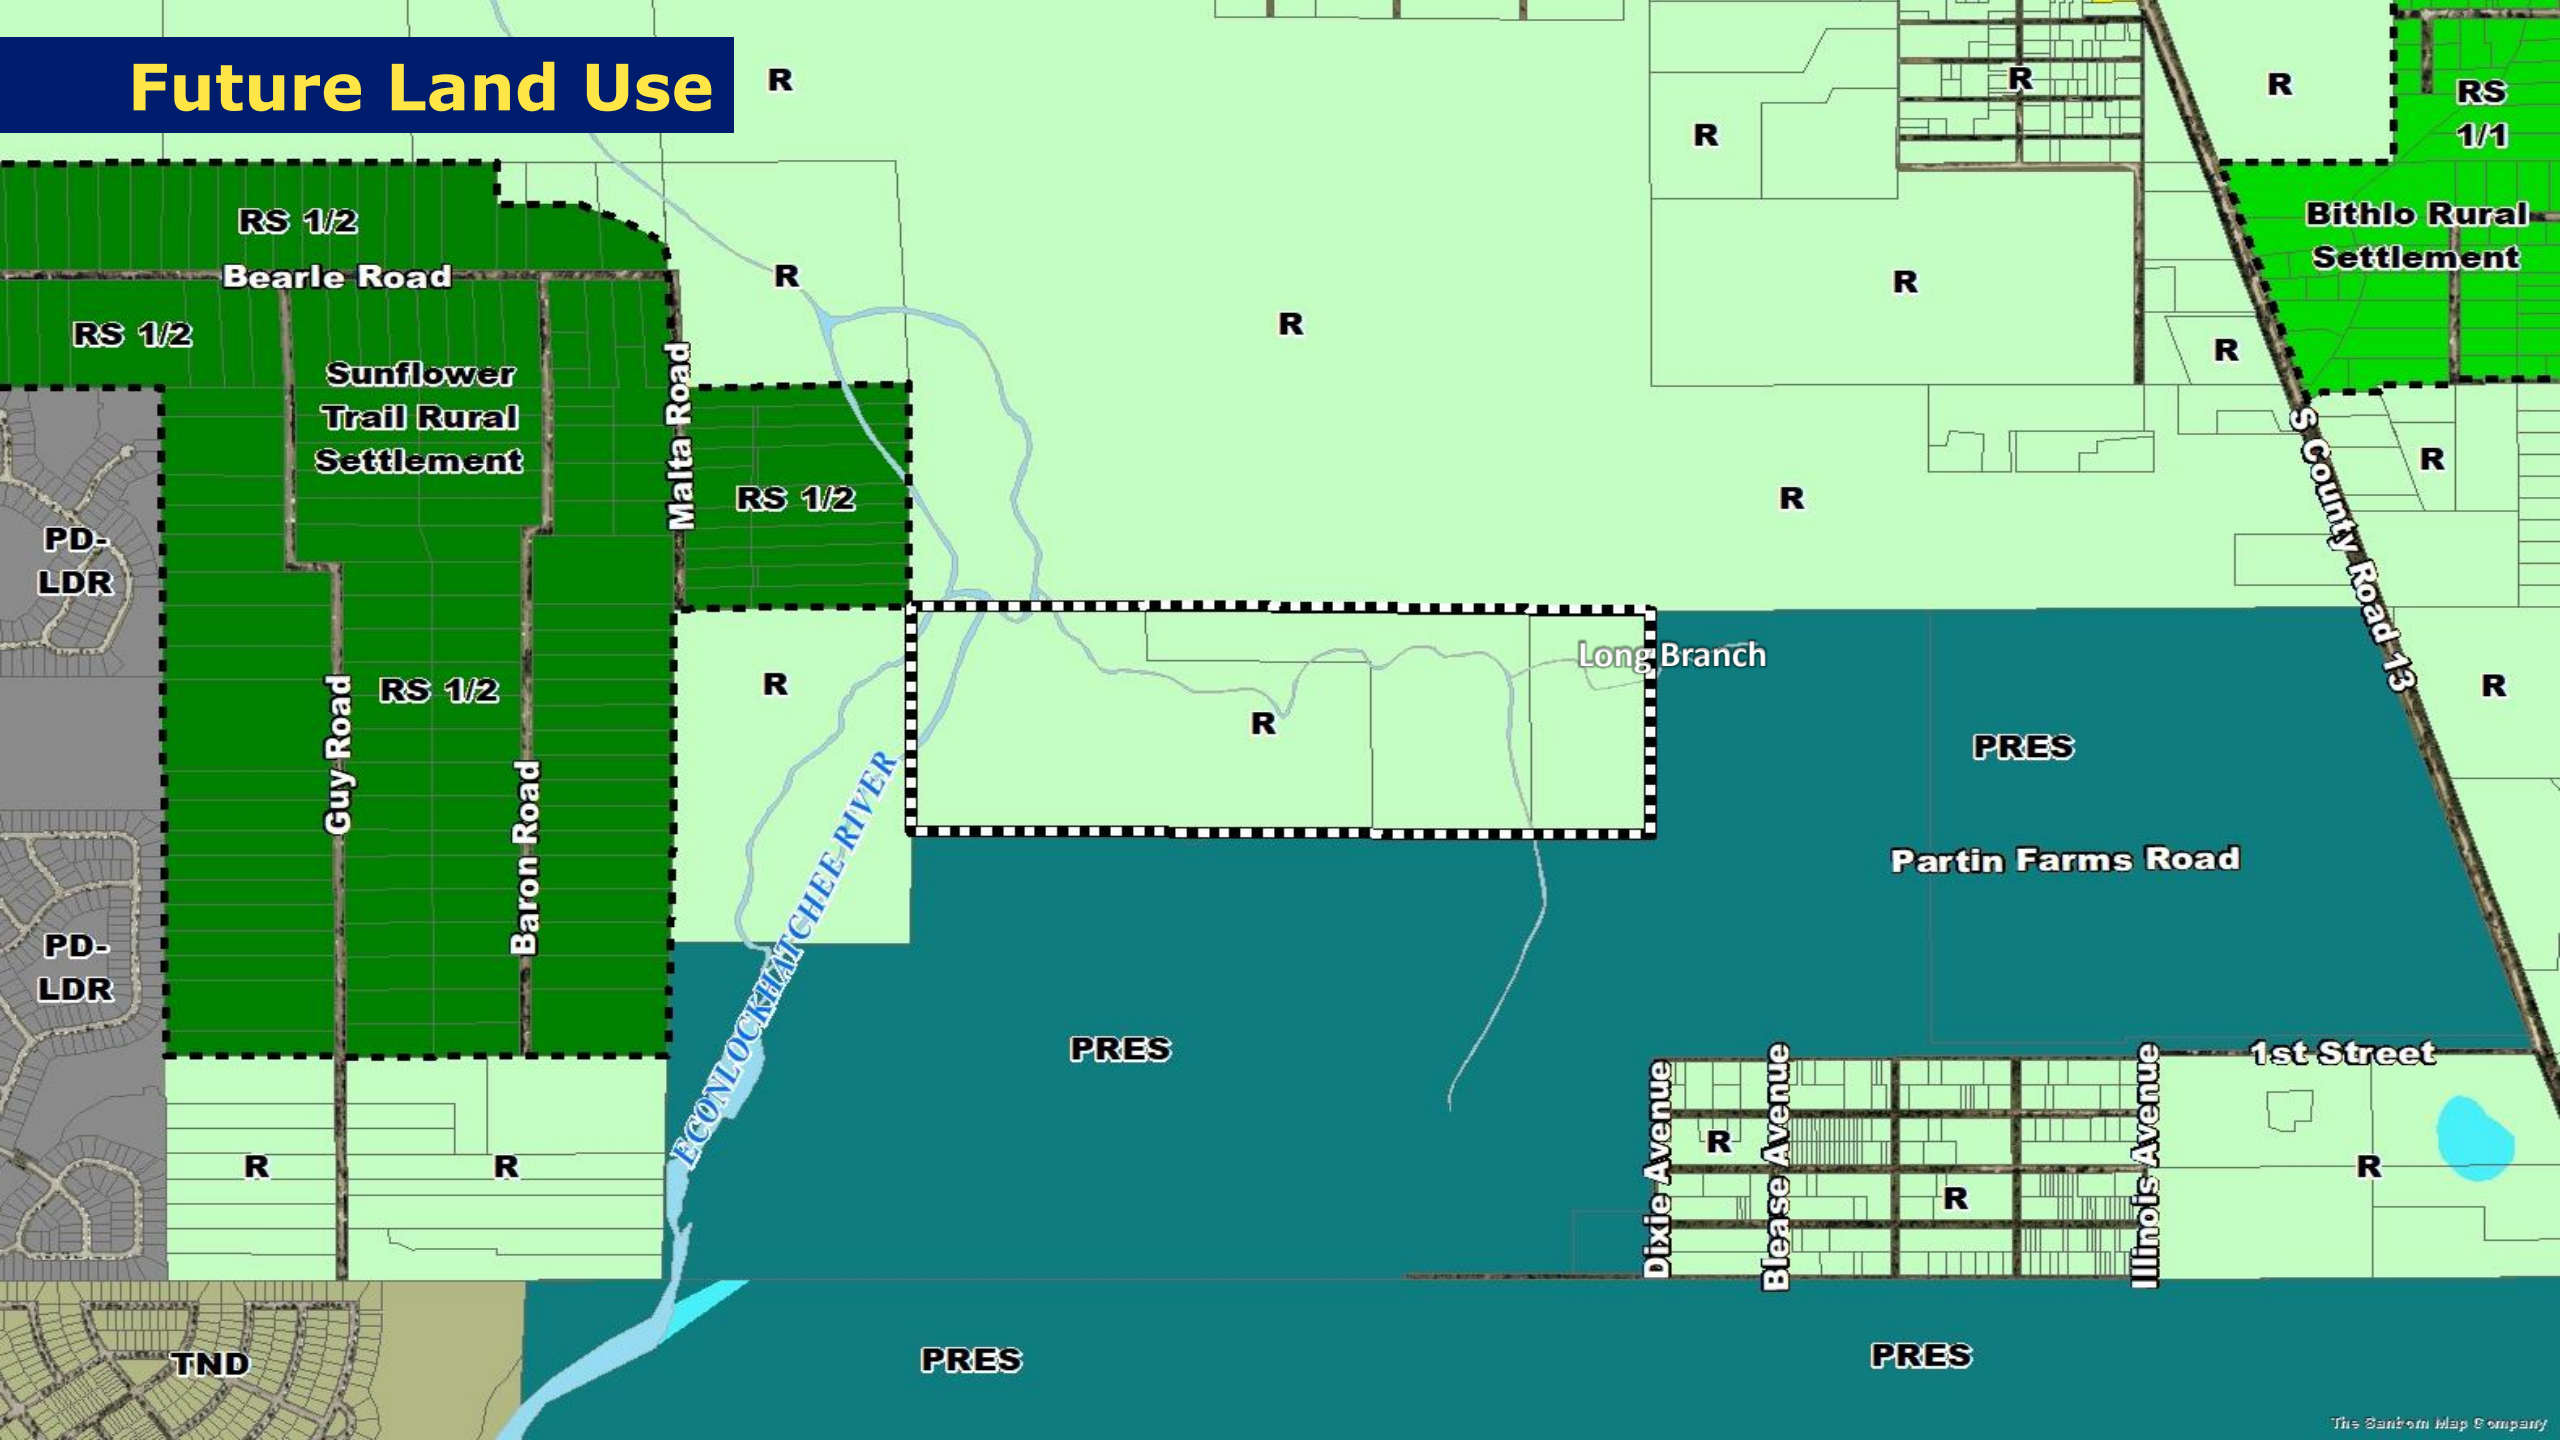 Future Land Use
R
R
R
RS
1/1
R
RS 1/2
Bithlo Rural
Settlement
Bearle Road
R
R
R
RS 1/2
Sunflower
Trail Rural
Settlement
R
Malta Road
RS 1/2
R
S County Road 13
R
PD-
LDR
Long Branch
RS 1/2
R
R
R
Guy Road
PRES
Baron Road
ECONLOCKHATCHEE RIVER
Partin Farms Road
PD-
LDR
PRES
1st Street
Dixie Avenue
R
Blease Avenue
Illinois Avenue
R
R
R
R
TND
PRES
PRES
The Sanborn Map Company